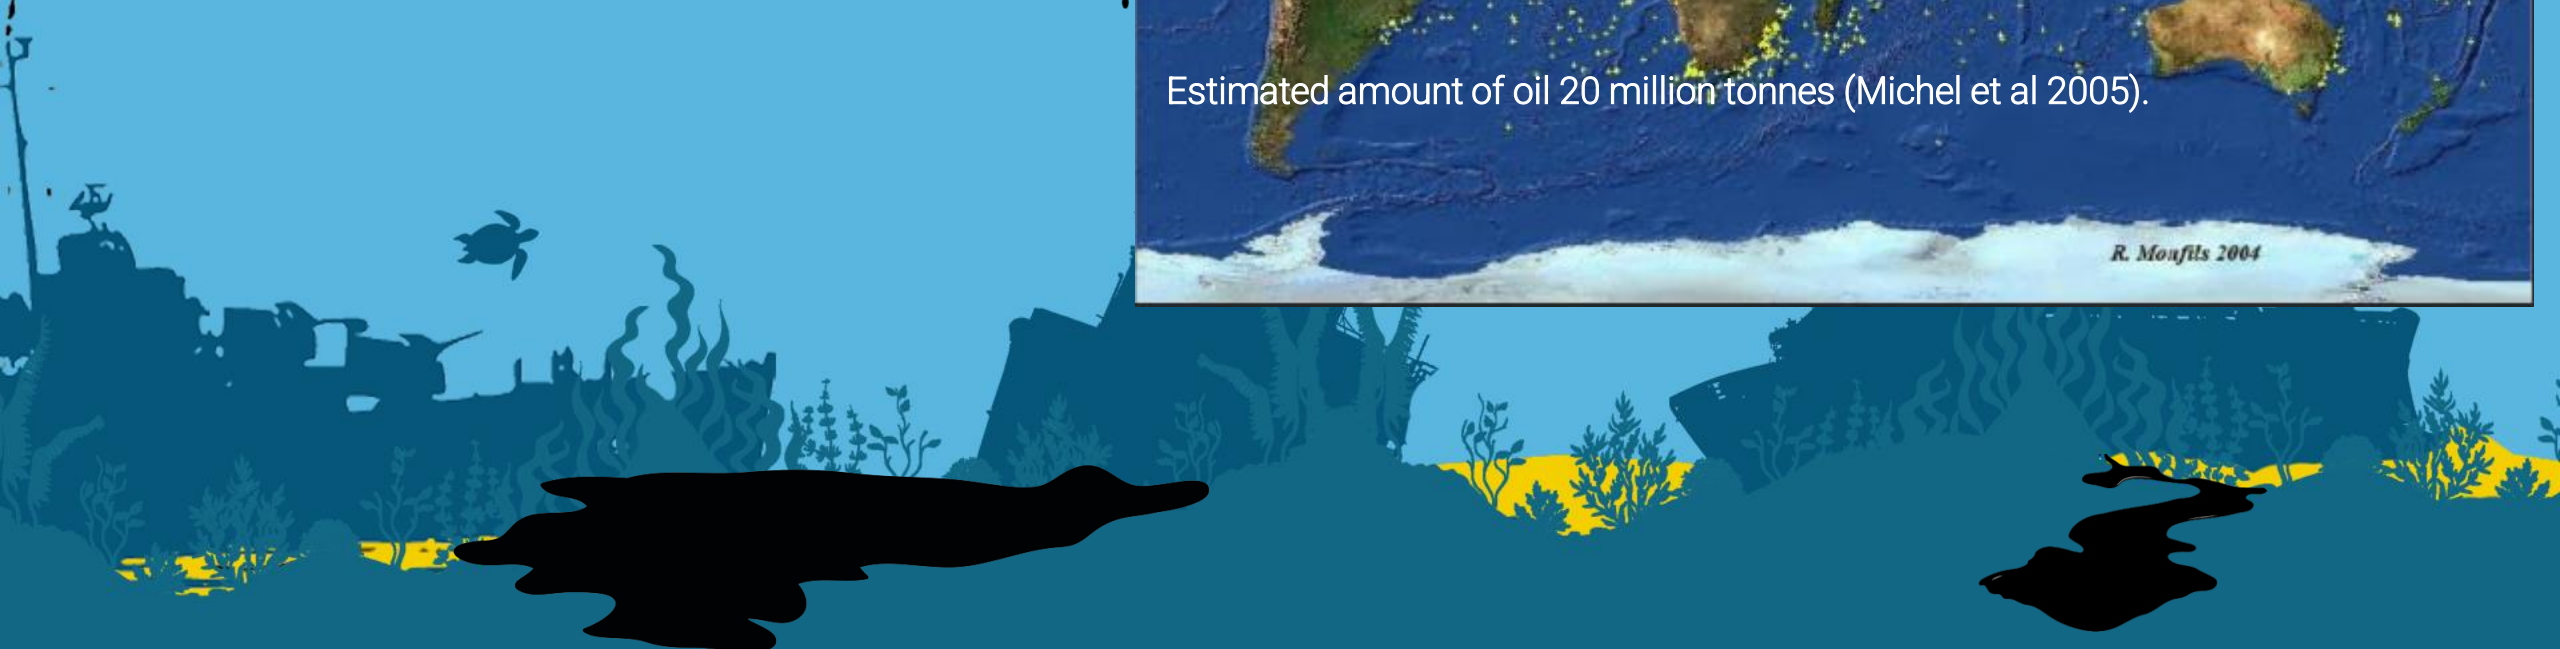 Estimated amount of oil 20 million tonnes (Michel et al 2005).
R. Monfils 2004